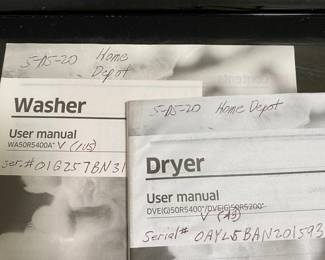 5-15-20 Home
Depot
Washer
User manual
WA50R5400A* V (/US)
Ser.# 01G257BN31
5-15-20 Home Depot
Dryer
User manual
DVE(G)50R5400*/DVE(G)50R5200*
V (A3)
Serial# 0AYL5BAN201593